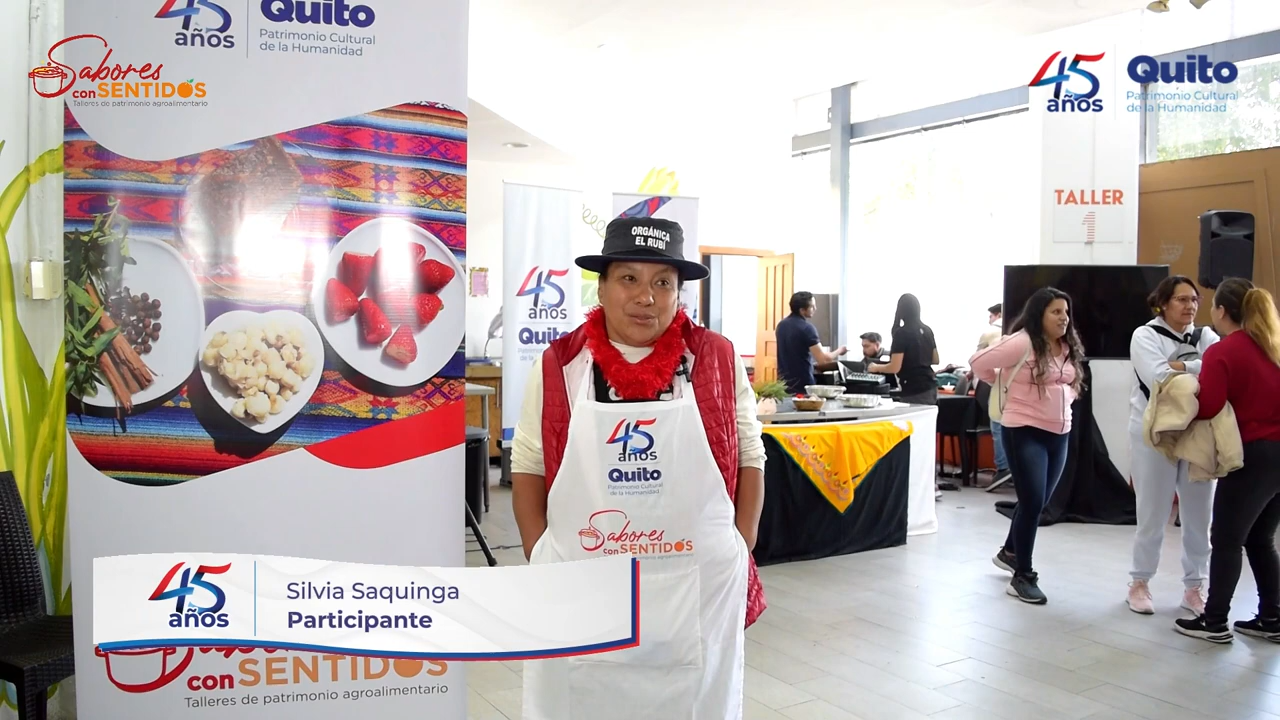 45
años
Quito
Patrimonio Cultural
de la Humanidad
Sabores
con SENTIDOS
Talleres de patrimonio agroalimentario
45
años
Quito
Patrimonio Cultural
de la Humanidad
TALLER
1
ORGÁNICA
EL RUBÍ
45
años
Quito
45
años
Quito
Patrimonio Cultural
de la Humanidad
Sabores
con SENTIDOS
45
años
Silvia Saquinga
Participante
con SENTIDOS
Talleres de patrimonio agroalimentario